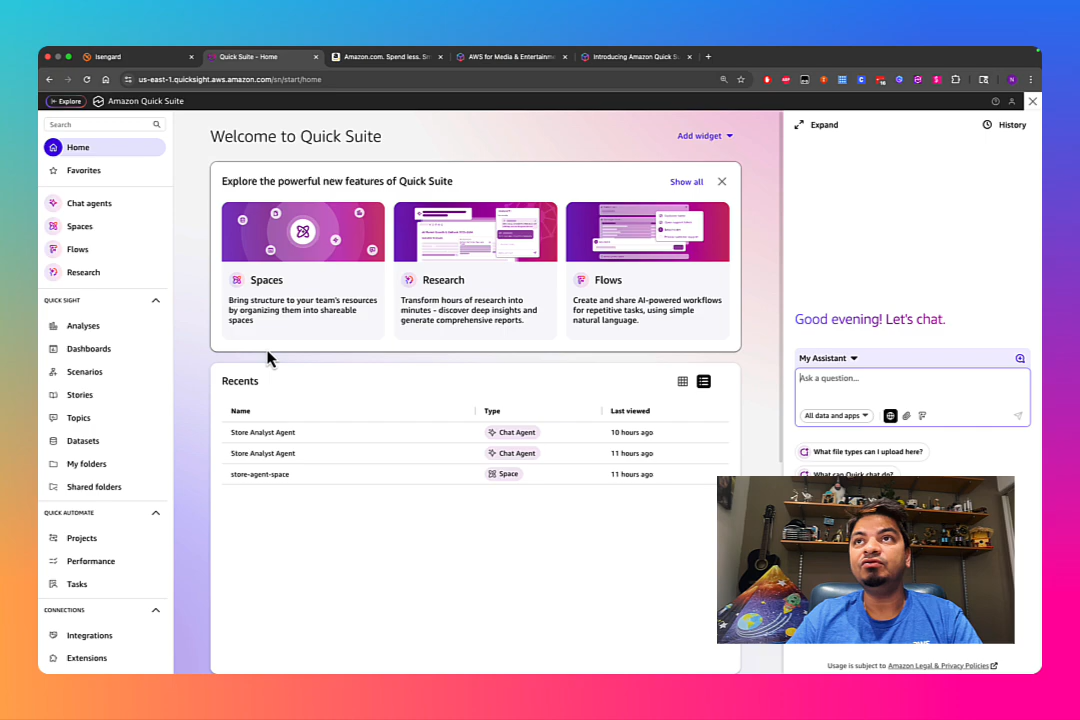 Isengard
Quick Suite - Home
Amazon.com. Spend less. Sm
AWS for Media & Entertainme
Introducing Amazon Quick Su
us-east-1.quicksight.aws.amazon.com/sn/start/home
Explore
Amazon Quick Suite
Search
Home
Favorites
Chat agents
Spaces
Flows
Research
QUICK SIGHT
Analyses
Dashboards
Scenarios
Stories
Topics
Datasets
My folders
Shared folders
QUICK AUTOMATE
Projects
Performance
Tasks
CONNECTIONS
Integrations
Extensions
Welcome to Quick Suite
Add widget
Explore the powerful new features of Quick Suite
Show all
Spaces
Bring structure to your team's resources
by organizing them into shareable
spaces
Research
Transform hours of research into
minutes - discover deep insights and
generate comprehensive reports.
Flows
Create and share AI-powered workflows
for repetitive tasks, using simple
natural language.
Recents
Name Type Last viewed
Store Analyst Agent Chat Agent 10 hours ago
Store Analyst Agent Chat Agent 11 hours ago
store-agent-space Space 11 hours ago
Expand
History
Good evening! Let's chat.
My Assistant
Ask a question...
All data and apps
What file types can I upload here?
What can Quick chat do?
Usage is subject to Amazon Legal & Privacy Policies